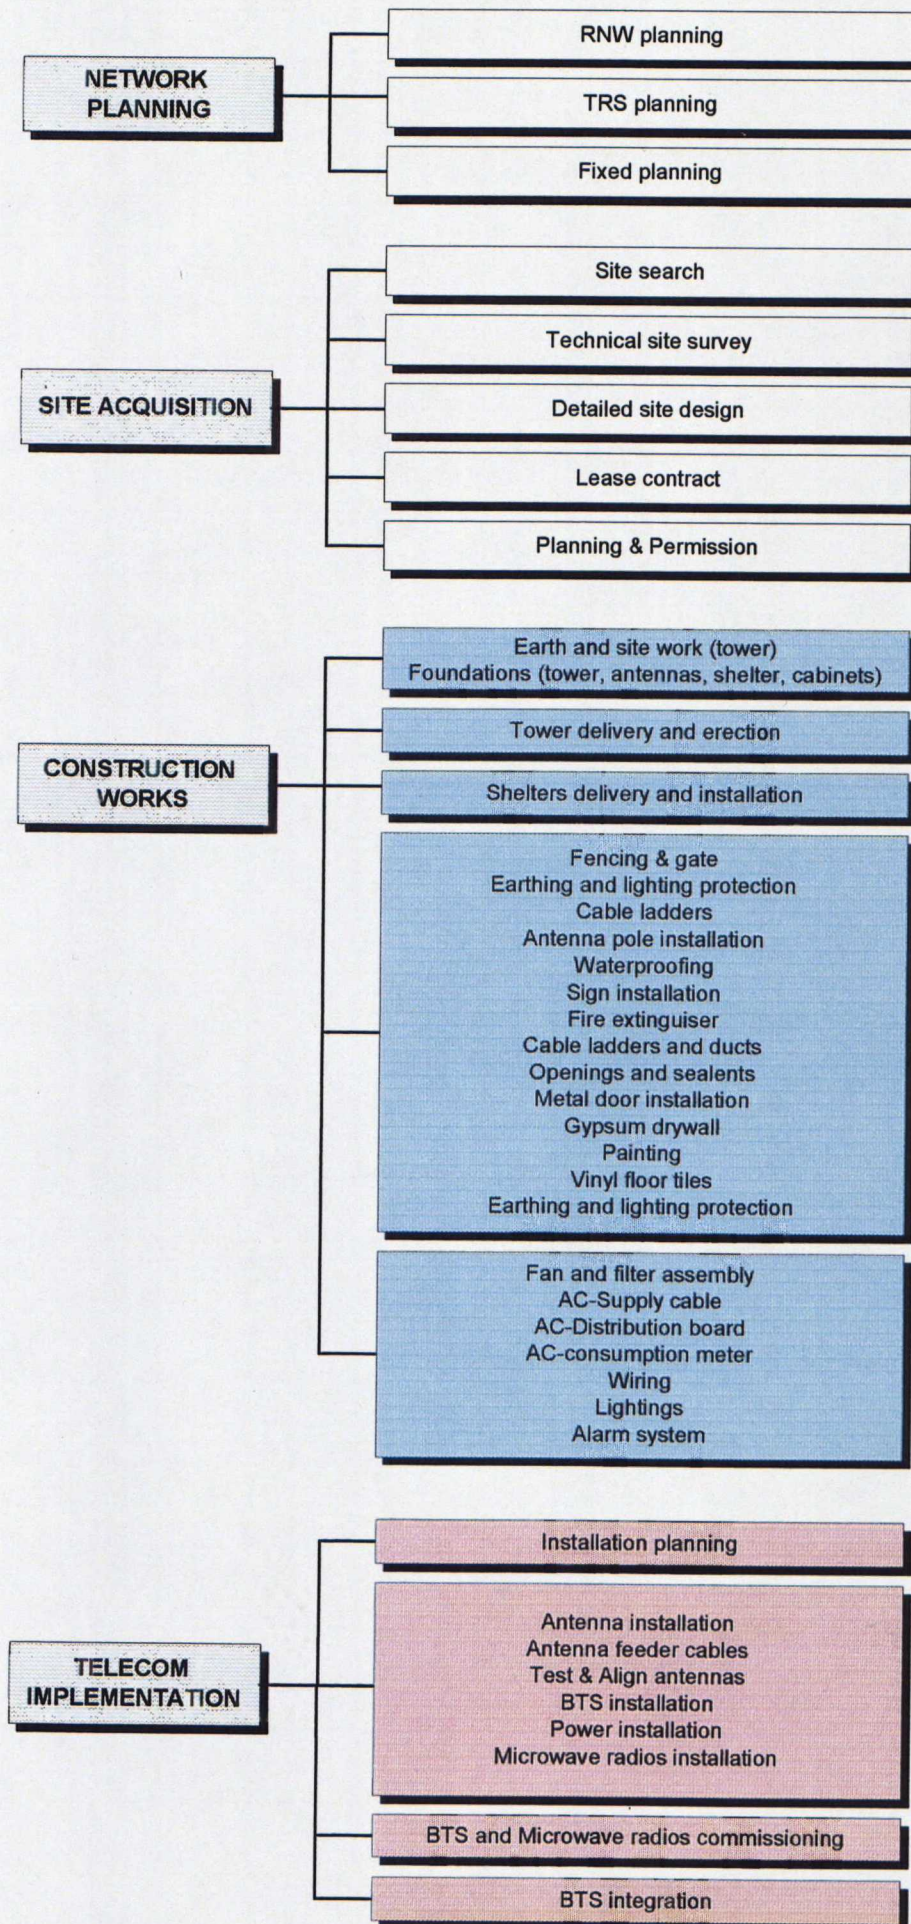 NETWORK
PLANNING
RNW planning
TRS planning
Fixed planning
SITE ACQUISITION
Site search
Technical site survey
Detailed site design
Lease contract
Planning & Permission
CONSTRUCTION
WORKS
Earth and site work (tower)
Foundations (tower, antennas, shelter, cabinets)
Tower delivery and erection
Shelters delivery and installation
Fencing & gate
Earthing and lighting protection
Cable ladders
Antenna pole installation
Waterproofing
Sign installation
Fire extinguiser
Cable ladders and ducts
Openings and sealents
Metal door installation
Gypsum drywall
Painting
Vinyl floor tiles
Earthing and lighting protection
Fan and filter assembly
AC-Supply cable
AC-Distribution board
AC-consumption meter
Wiring
Lightings
Alarm system
TELECOM
IMPLEMENTATION
Installation planning
Antenna installation
Antenna feeder cables
Test & Align antennas
BTS installation
Power installation
Microwave radios installation
BTS and Microwave radios commissioning
BTS integration